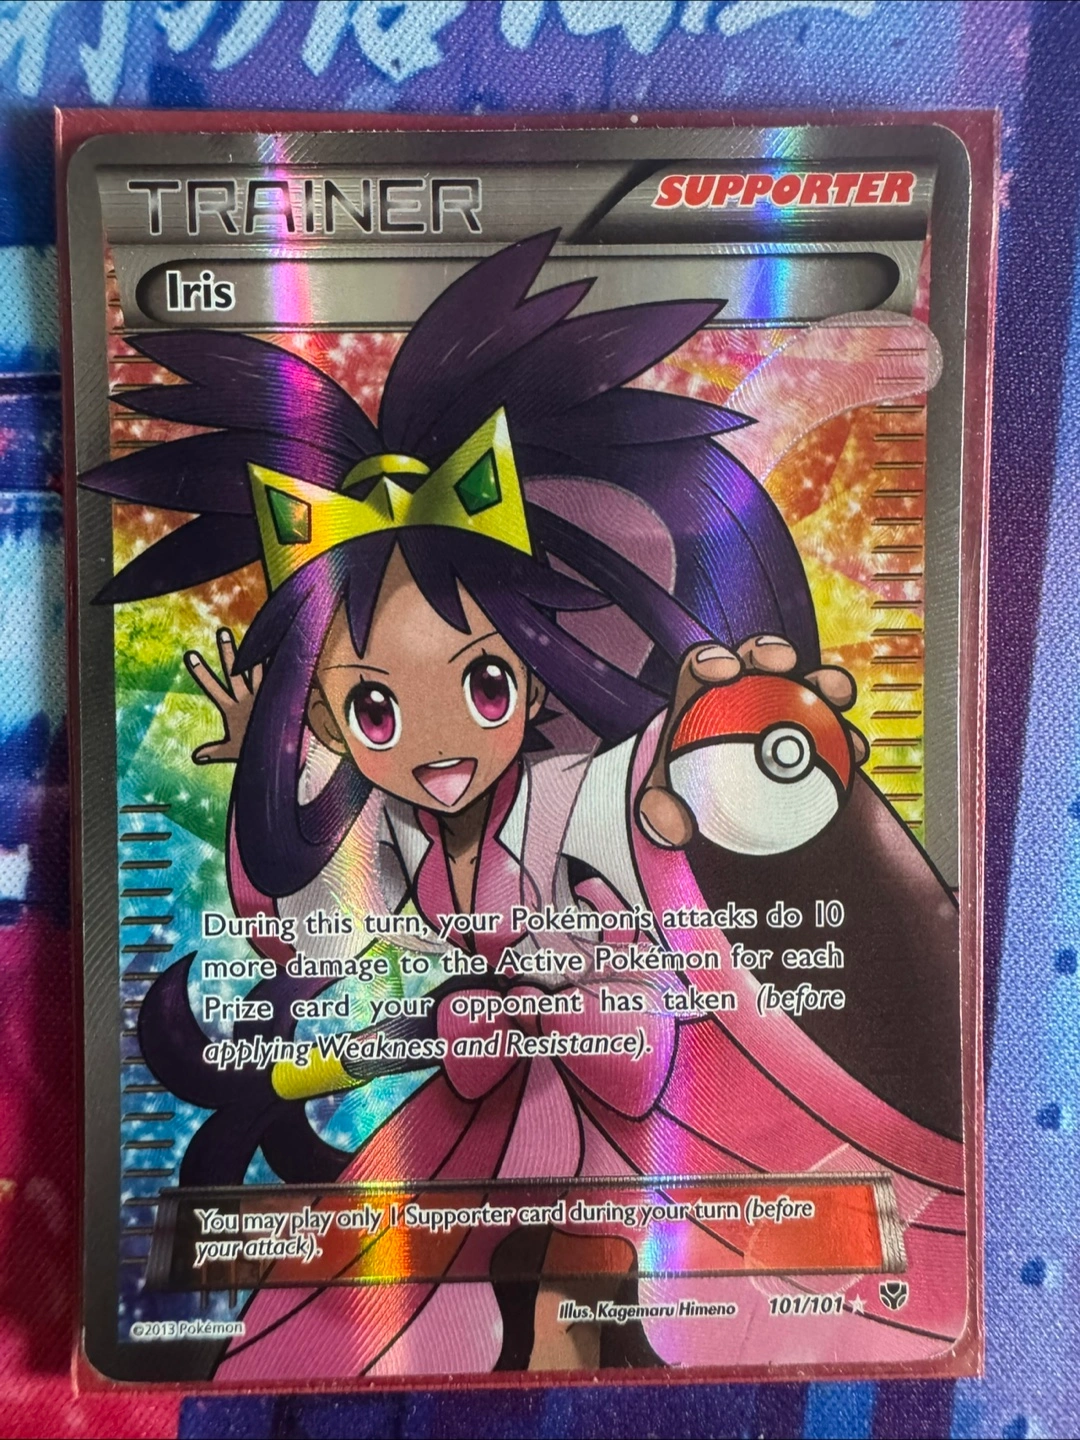 TRAINER
SUPPORTER
Iris
During this turn, your Pokémon's attacks do 10
more damage to the Active Pokémon for each
Prize card your opponent has taken (before
applying Weakness and Resistance).
You may play only 1 Supporter card during your turn (before
your attack).
Illus. Kagemaru Himeno
101/101
©2013 Pokémon